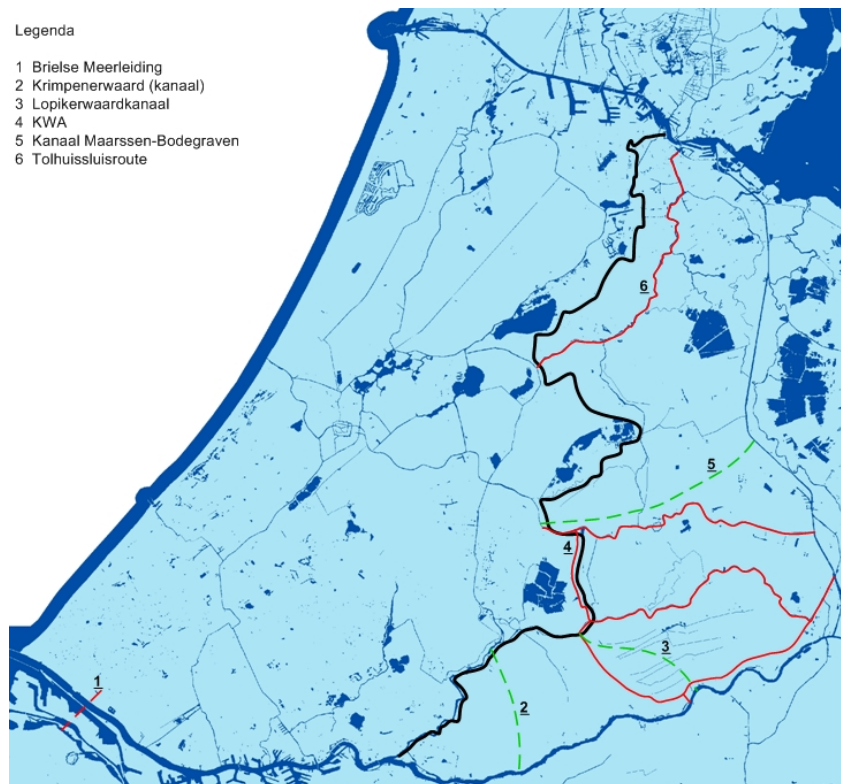 Legenda
1 Brielse Meerleiding
2 Krimpenerwaard (kanaal)
3 Lopikerwaardkanaal
4 KWA
5 Kanaal Maarssen-Bodegraven
6 Tolhuissluisroute
6
5
4
3
1
2